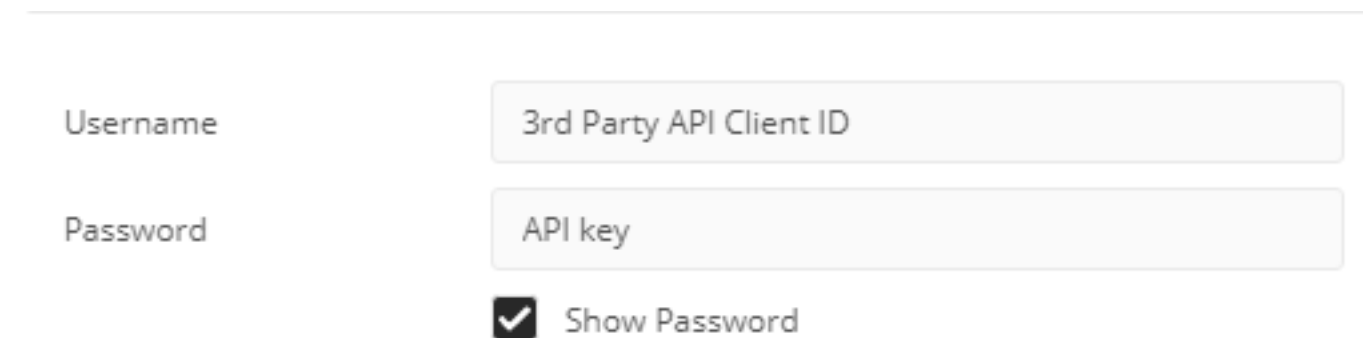 Username 3rd Party API Client ID
Password API key
Show Password